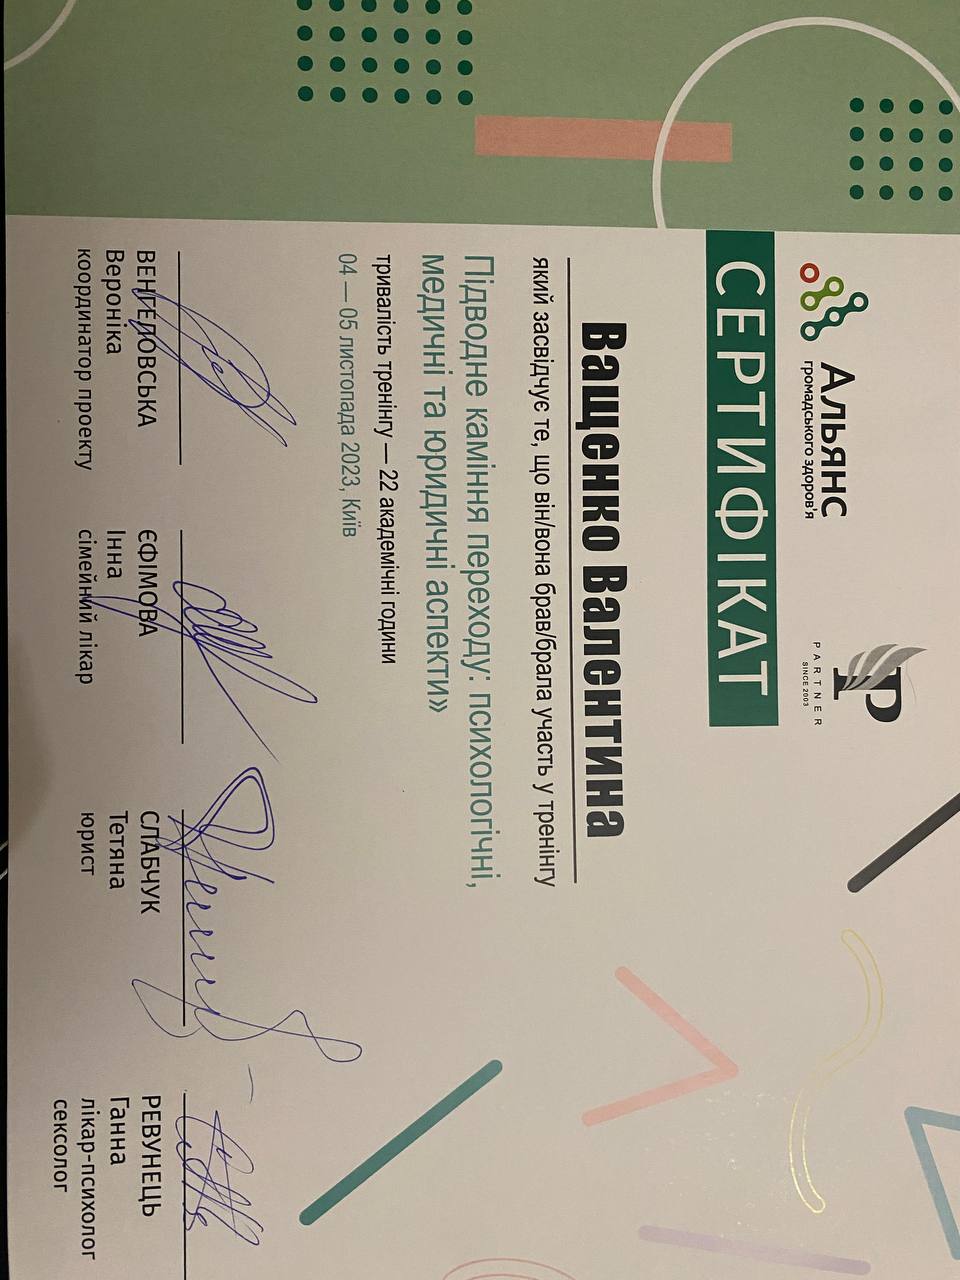 АЛЬЯНС
громадського здоров'я
P
PARTNER
SINCE 2003
СЕРТИФІКАТ
Ващенко Валентина
який засвідчує те, що він/вона брав/брала участь у тренінгу
Підводне каміння переходу: психологічні,
медичні та юридичні аспекти»
тривалість тренінгу — 22 академічні години
04 — 05 листопада 2023, Київ
ВЕНГЕЛОВСЬКА
Вероніка
координатор проекту
ЄФІМОВА
Інна
сімейний лікар
СЛАБЧУК
Тетяна
юрист
РЕВУНЕЦЬ
Ганна
лікар-психолог
сексолог